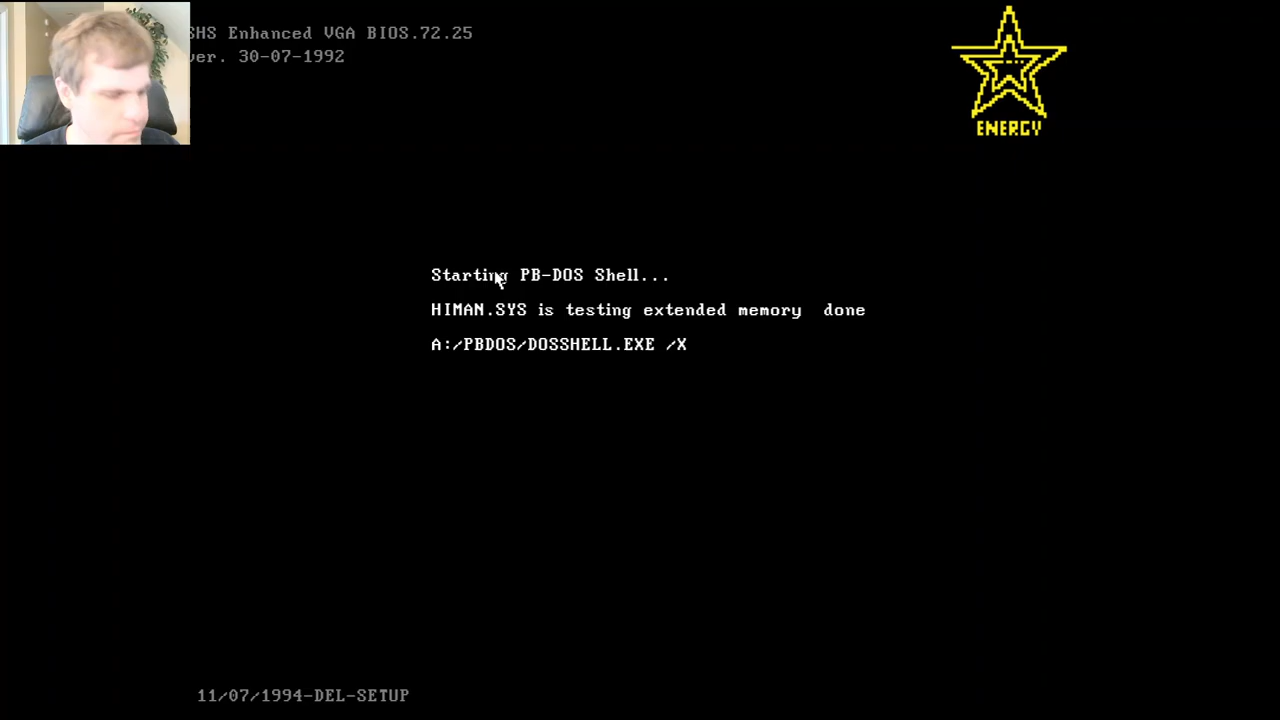 SHS Enhanced VGA BIOS.72.25
ver. 30-07-1992
ENERGY
Starting PB-DOS Shell...
HIMAN.SYS is testing extended memory  done
A:/PBDOS/DOSSHELL.EXE /X
11/07/1994-DEL-SETUP